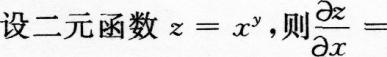 设二元函数 z = x^y,则∂z/∂x =